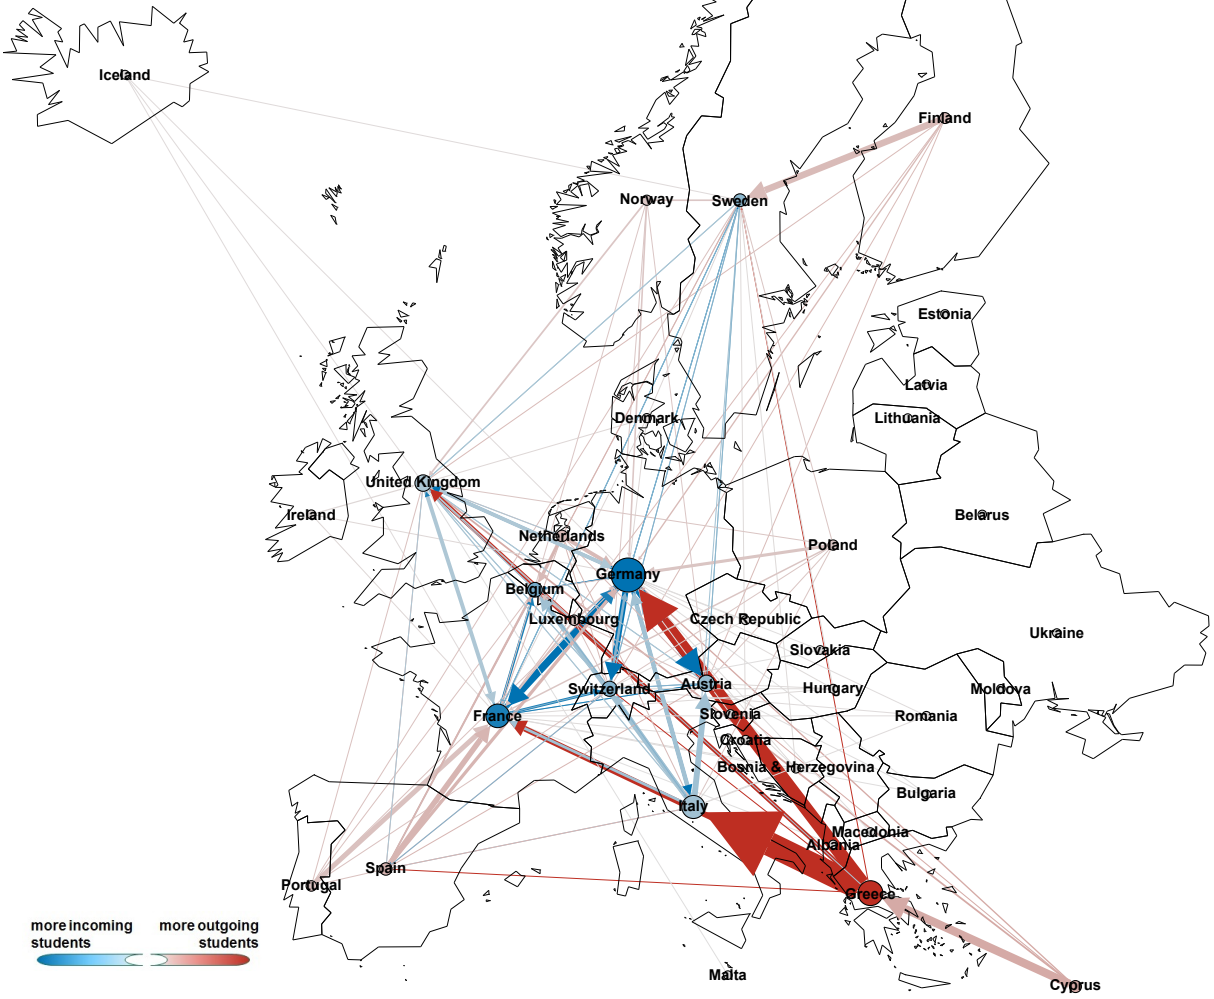 Iceland
Finland
Norway
Sweden
Estonia
Latvia
Denmark
Lithuania
United Kingdom
Ireland
Belarus
Netherlands
Poland
Germany
Belgium
Luxembourg
Czech Republic
Ukraine
Slovakia
Switzerland
Austria
Hungary
Moldova
France
Slovenia
Romania
Croatia
Bosnia & Herzegovina
Bulgaria
Italy
Macedonia
Albania
Spain
Portugal
Greece
more incoming
students
more outgoing
students
Malta
Cyprus